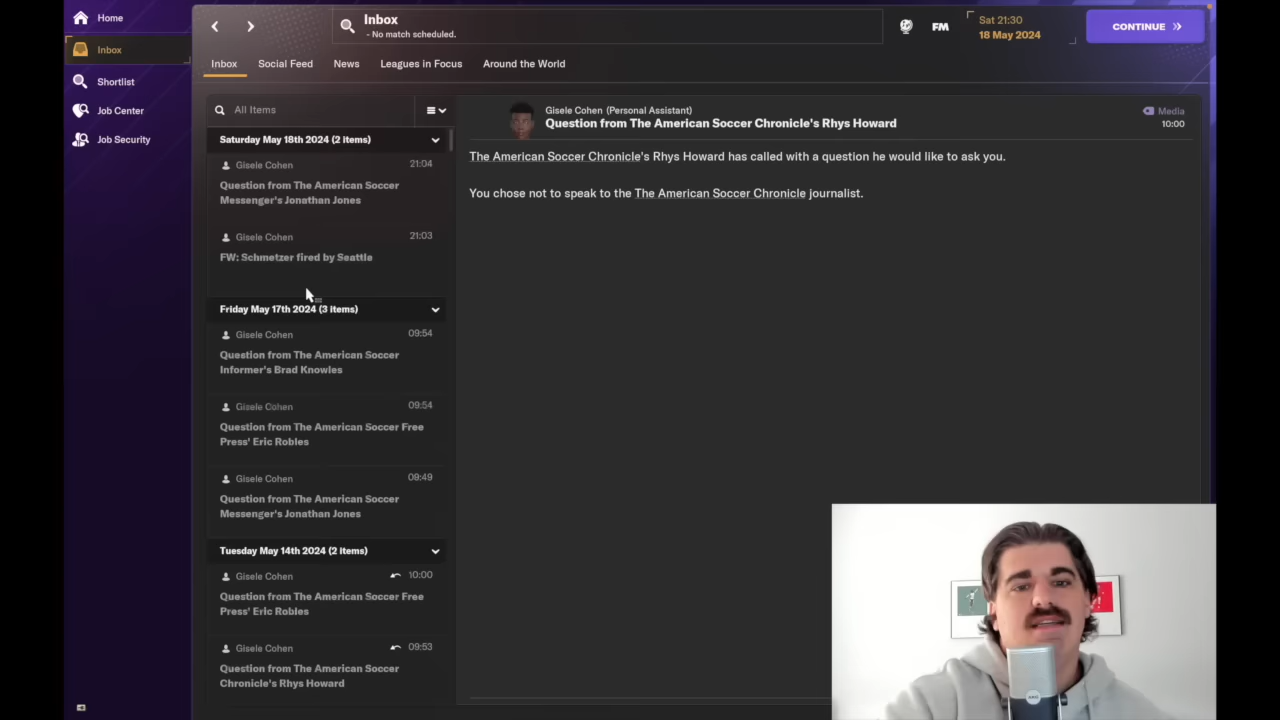 Home
Inbox
Shortlist
Job Center
Job Security
Inbox
- No match scheduled.
FM
Sat 21:30
18 May 2024
CONTINUE
Inbox
Social Feed
News
Leagues in Focus
Around the World
All Items
Saturday May 18th 2024 (2 items)
Gisele Cohen
21:04
Question from The American Soccer
Messenger's Jonathan Jones
Gisele Cohen
21:03
FW: Schmetzer fired by Seattle
Friday May 17th 2024 (3 items)
Gisele Cohen
09:54
Question from The American Soccer
Informer's Brad Knowles
Gisele Cohen
09:54
Question from The American Soccer Free
Press' Eric Robles
Gisele Cohen
09:49
Question from The American Soccer
Messenger's Jonathan Jones
Tuesday May 14th 2024 (2 items)
Gisele Cohen
10:00
Question from The American Soccer Free
Press' Eric Robles
Gisele Cohen
09:53
Question from The American Soccer
Chronicle's Rhys Howard
Gisele Cohen (Personal Assistant)
Question from The American Soccer Chronicle's Rhys Howard
Media
10:00
The American Soccer Chronicle's Rhys Howard has called with a question he would like to ask you.
You chose not to speak to the The American Soccer Chronicle journalist.